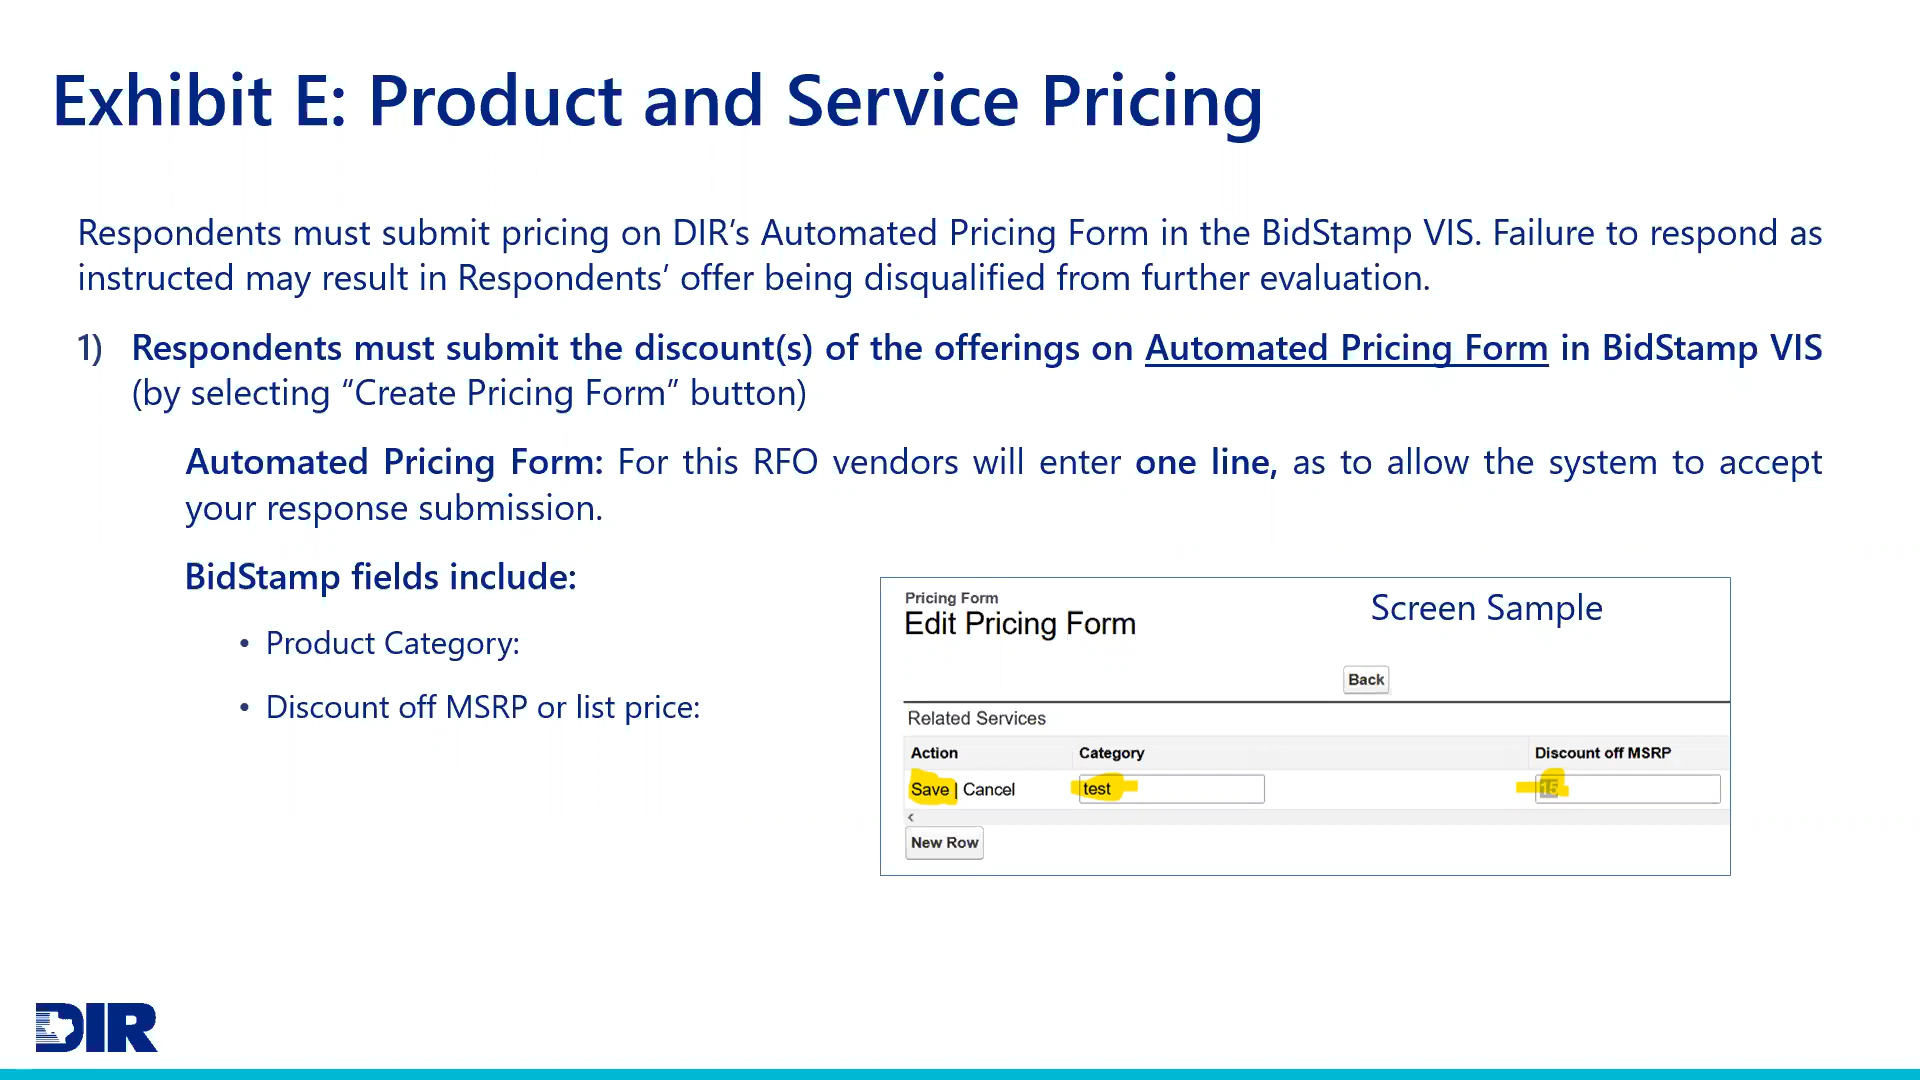 Exhibit E: Product and Service Pricing
Respondents must submit pricing on DIR’s Automated Pricing Form in the BidStamp VIS. Failure to respond as
instructed may result in Respondents’ offer being disqualified from further evaluation.
1) Respondents must submit the discount(s) of the offerings on Automated Pricing Form in BidStamp VIS
(by selecting “Create Pricing Form” button)
Automated Pricing Form: For this RFO vendors will enter one line, as to allow the system to accept
your response submission.
BidStamp fields include:
• Product Category:
• Discount off MSRP or list price:
Pricing Form
Edit Pricing Form
Screen Sample
Back
Related Services
Action Category Discount off MSRP
Save | Cancel test 15
<
New Row
DIR